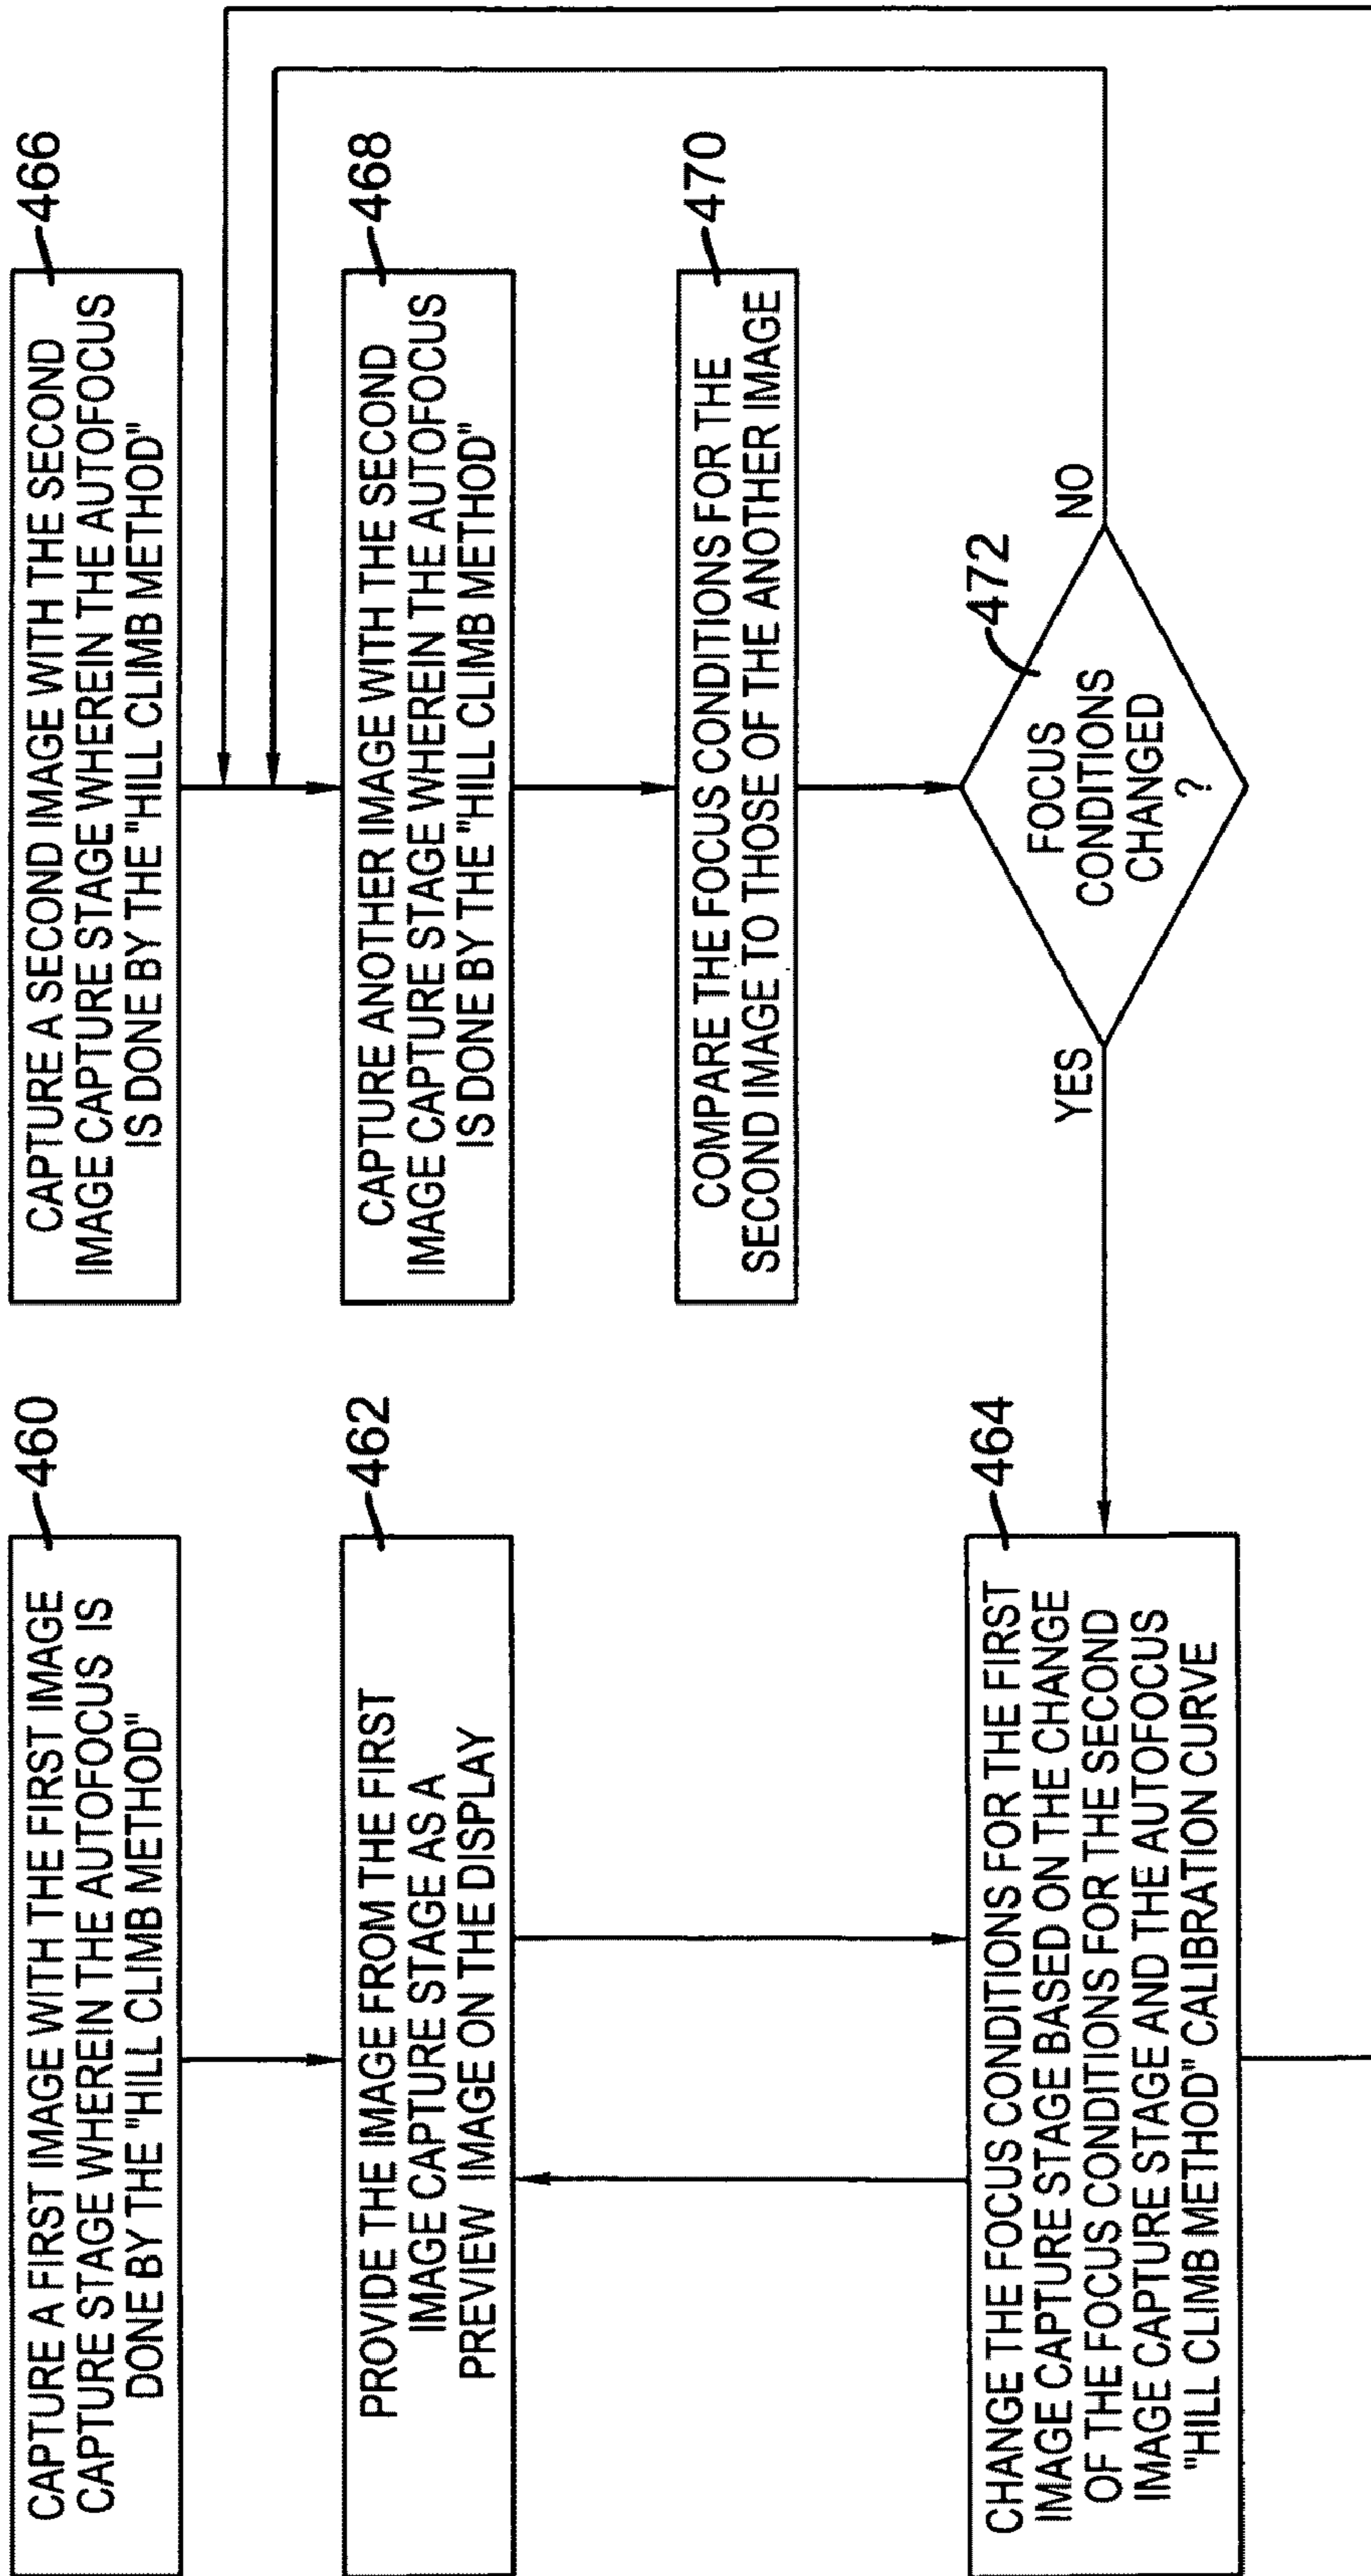 CAPTURE A FIRST IMAGE WITH THE FIRST IMAGE
CAPTURE STAGE WHEREIN THE AUTOFOCUS IS
DONE BY THE "HILL CLIMB METHOD"
460
PROVIDE THE IMAGE FROM THE FIRST
IMAGE CAPTURE STAGE AS A
PREVIEW IMAGE ON THE DISPLAY
462
CHANGE THE FOCUS CONDITIONS FOR THE FIRST
IMAGE CAPTURE STAGE BASED ON THE CHANGE
OF THE FOCUS CONDITIONS FOR THE SECOND
IMAGE CAPTURE STAGE AND THE AUTOFOCUS
"HILL CLIMB METHOD" CALIBRATION CURVE
464
CAPTURE A SECOND IMAGE WITH THE SECOND
IMAGE CAPTURE STAGE WHEREIN THE AUTOFOCUS
IS DONE BY THE "HILL CLIMB METHOD"
466
CAPTURE ANOTHER IMAGE WITH THE SECOND
IMAGE CAPTURE STAGE WHEREIN THE AUTOFOCUS
IS DONE BY THE "HILL CLIMB METHOD"
468
COMPARE THE FOCUS CONDITIONS FOR THE
SECOND IMAGE TO THOSE OF THE ANOTHER IMAGE
470
FOCUS
CONDITIONS
CHANGED
?
472
YES
NO